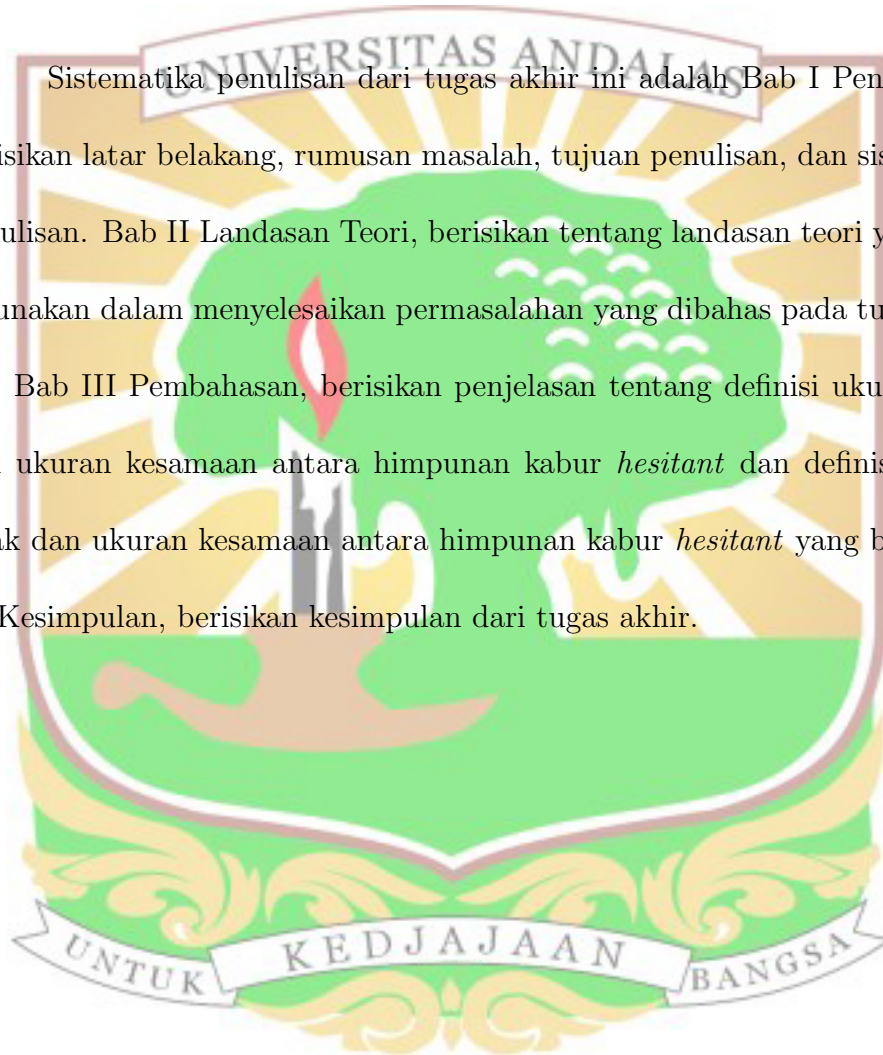 UNIVERSITAS ANDALAS
Sistematika penulisan dari tugas akhir ini adalah Bab I Pen
isikan latar belakang, rumusan masalah, tujuan penulisan, dan sis
ulisan. Bab II Landasan Teori, berisikan tentang landasan teori y
unakan dalam menyelesaikan permasalahan yang dibahas pada tu
Bab III Pembahasan, berisikan penjelasan tentang definisi uku
ukuran kesamaan antara himpunan kabur hesitant dan definis
ak dan ukuran kesamaan antara himpunan kabur hesitant yang b
Kesimpulan, berisikan kesimpulan dari tugas akhir.
UNTUK KEDJAJAAN BANGSA